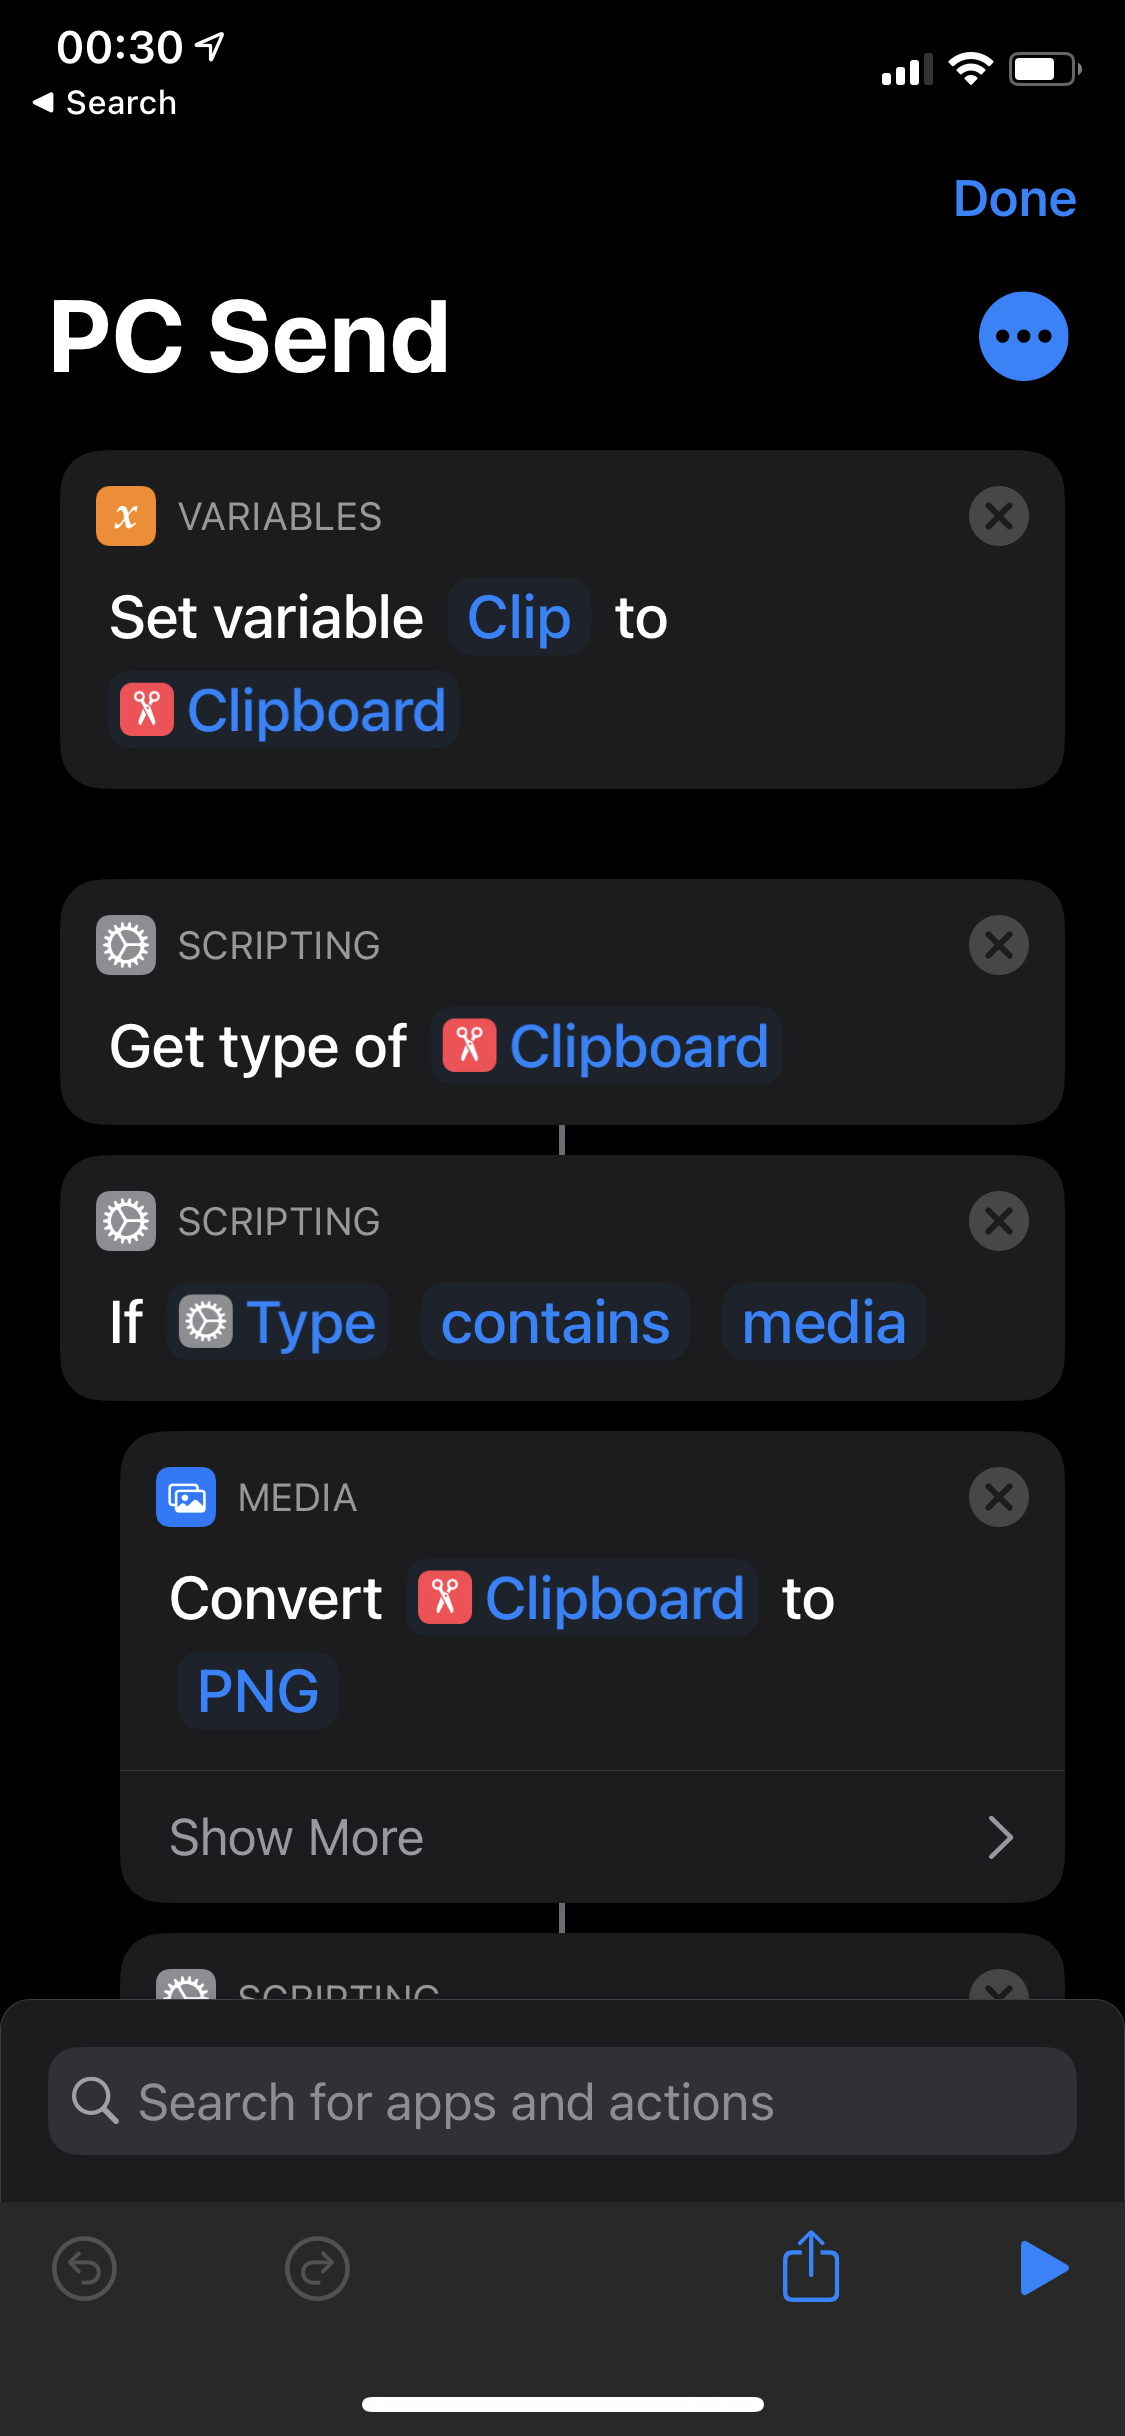 00:30
Search
Done
PC Send
VARIABLES
Set variable Clip to
Clipboard
SCRIPTING
Get type of Clipboard
SCRIPTING
If Type contains media
MEDIA
Convert Clipboard to
PNG
Show More
SCRIPTING
Search for apps and actions